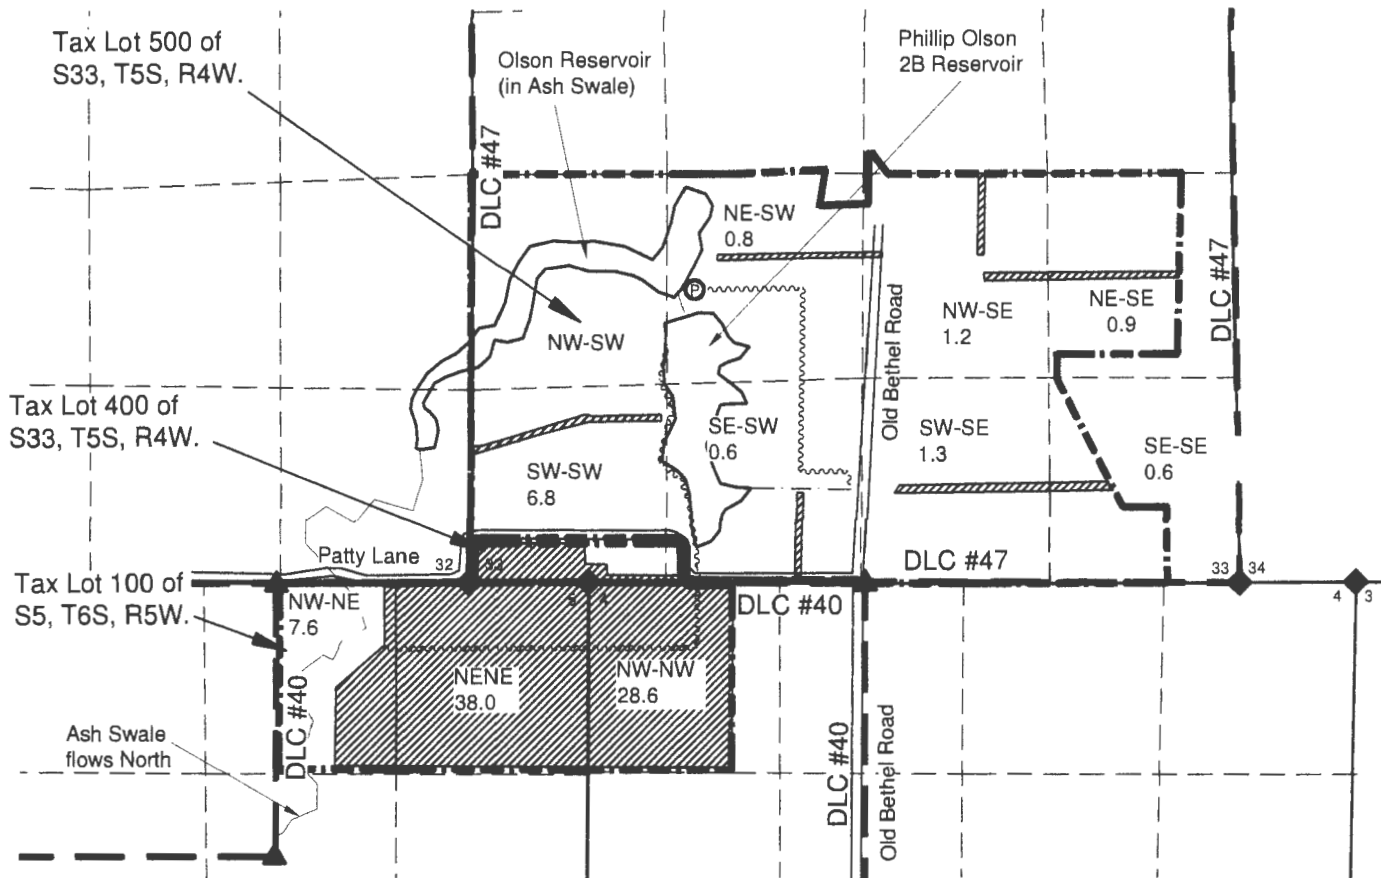 Tax Lot 500 of
S33, T5S, R4W.
Olson Reservoir
(in Ash Swale)
Phillip Olson
2B Reservoir
DLC #47
NE-SW
0.8
DLC #47
P
NW-SW
NW-SE
1.2
NE-SE
0.9
Old Bethel Road
Tax Lot 400 of
S33, T5S, R4W.
SE-SW
0.6
SW-SE
1.3
SE-SE
0.6
SW-SW
6.8
Patty Lane
32
33
DLC #47
33
34
Tax Lot 100 of
S5, T6S, R5W.
NW-NE
7.6
5
4
DLC #40
4
3
NENE
38.0
NW-NW
28.6
DLC #40
Ash Swale
flows North
DLC #40
Old Bethel Road